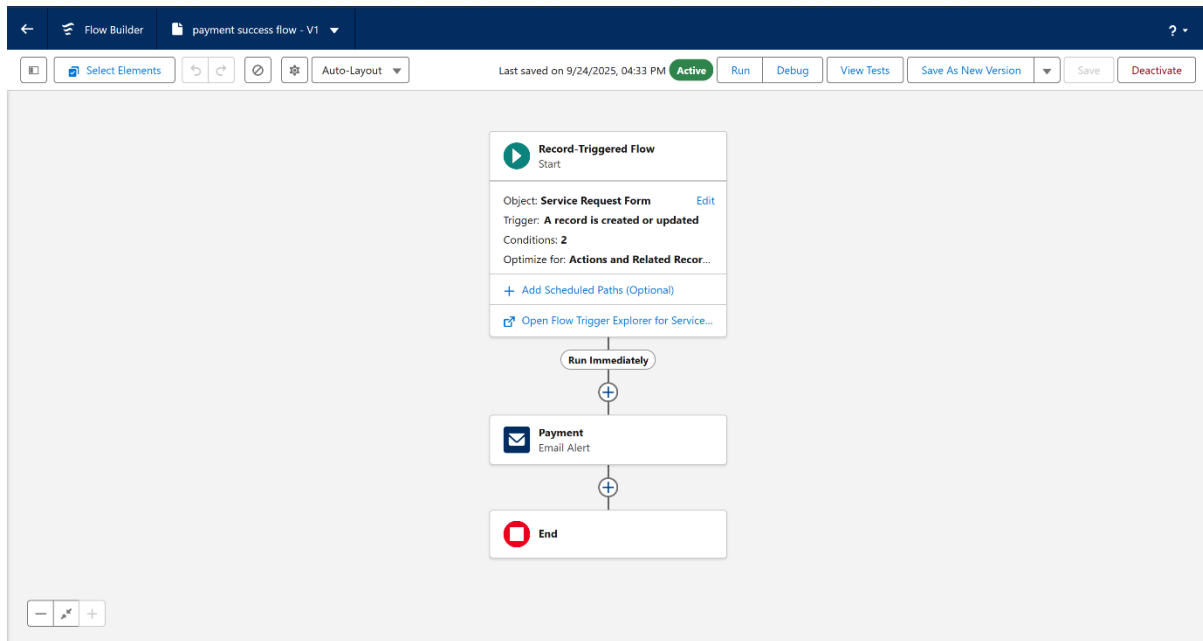 Flow Builder
payment success flow - V1
?
Select Elements
Auto-Layout
Last saved on 9/24/2025, 04:33 PM
Active
Run
Debug
View Tests
Save As New Version
Save
Deactivate
Record-Triggered Flow
Start
Object: Service Request Form
Edit
Trigger: A record is created or updated
Conditions: 2
Optimize for: Actions and Related Recor...
+ Add Scheduled Paths (Optional)
Open Flow Trigger Explorer for Service...
Run Immediately
Payment
Email Alert
End